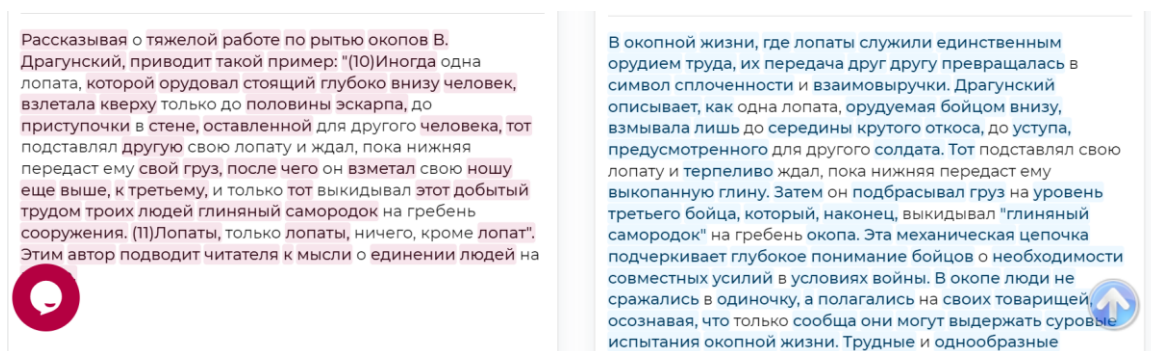 Рассказывая о тяжелой работе по рытью окопов В.
Драгунский, приводит такой пример: "(10)Иногда одна
лопата, которой орудовал стоящий глубоко внизу человек,
взлетала кверху только до половины эскарпа, до
приступочки в стене, оставленной для другого человека, тот
подставлял другую свою лопату и ждал, пока нижняя
передаст ему свой груз, после чего он взметал свою ношу
еще выше, к третьему, и только тот выкидывал этот добытый
трудом троих людей глиняный самородок на гребень
сооружения. (11)Лопаты, только лопаты, ничего, кроме лопат".
Этим автор подводит читателя к мысли о единении людей на
В окопной жизни, где лопаты служили единственным
орудием труда, их передача друг другу превращалась в
символ сплоченности и взаимовыручки. Драгунский
описывает, как одна лопата, орудуемая бойцом внизу,
взмывала лишь до середины крутого откоса, до уступа,
предусмотренного для другого солдата. Тот подставлял свою
лопату и терпеливо ждал, пока нижняя передаст ему
выкопанную глину. Затем он подбрасывал груз на уровень
третьего бойца, который, наконец, выкидывал "глиняный
самородок" на гребень окопа. Эта механическая цепочка
подчеркивает глубокое понимание бойцов о необходимости
совместных усилий в условиях войны. В окопе люди не
сражались в одиночку, а полагались на своих товарищей,
осознавая, что только сообща они могут выдержать суровые
испытания окопной жизни. Трудные и однообразные